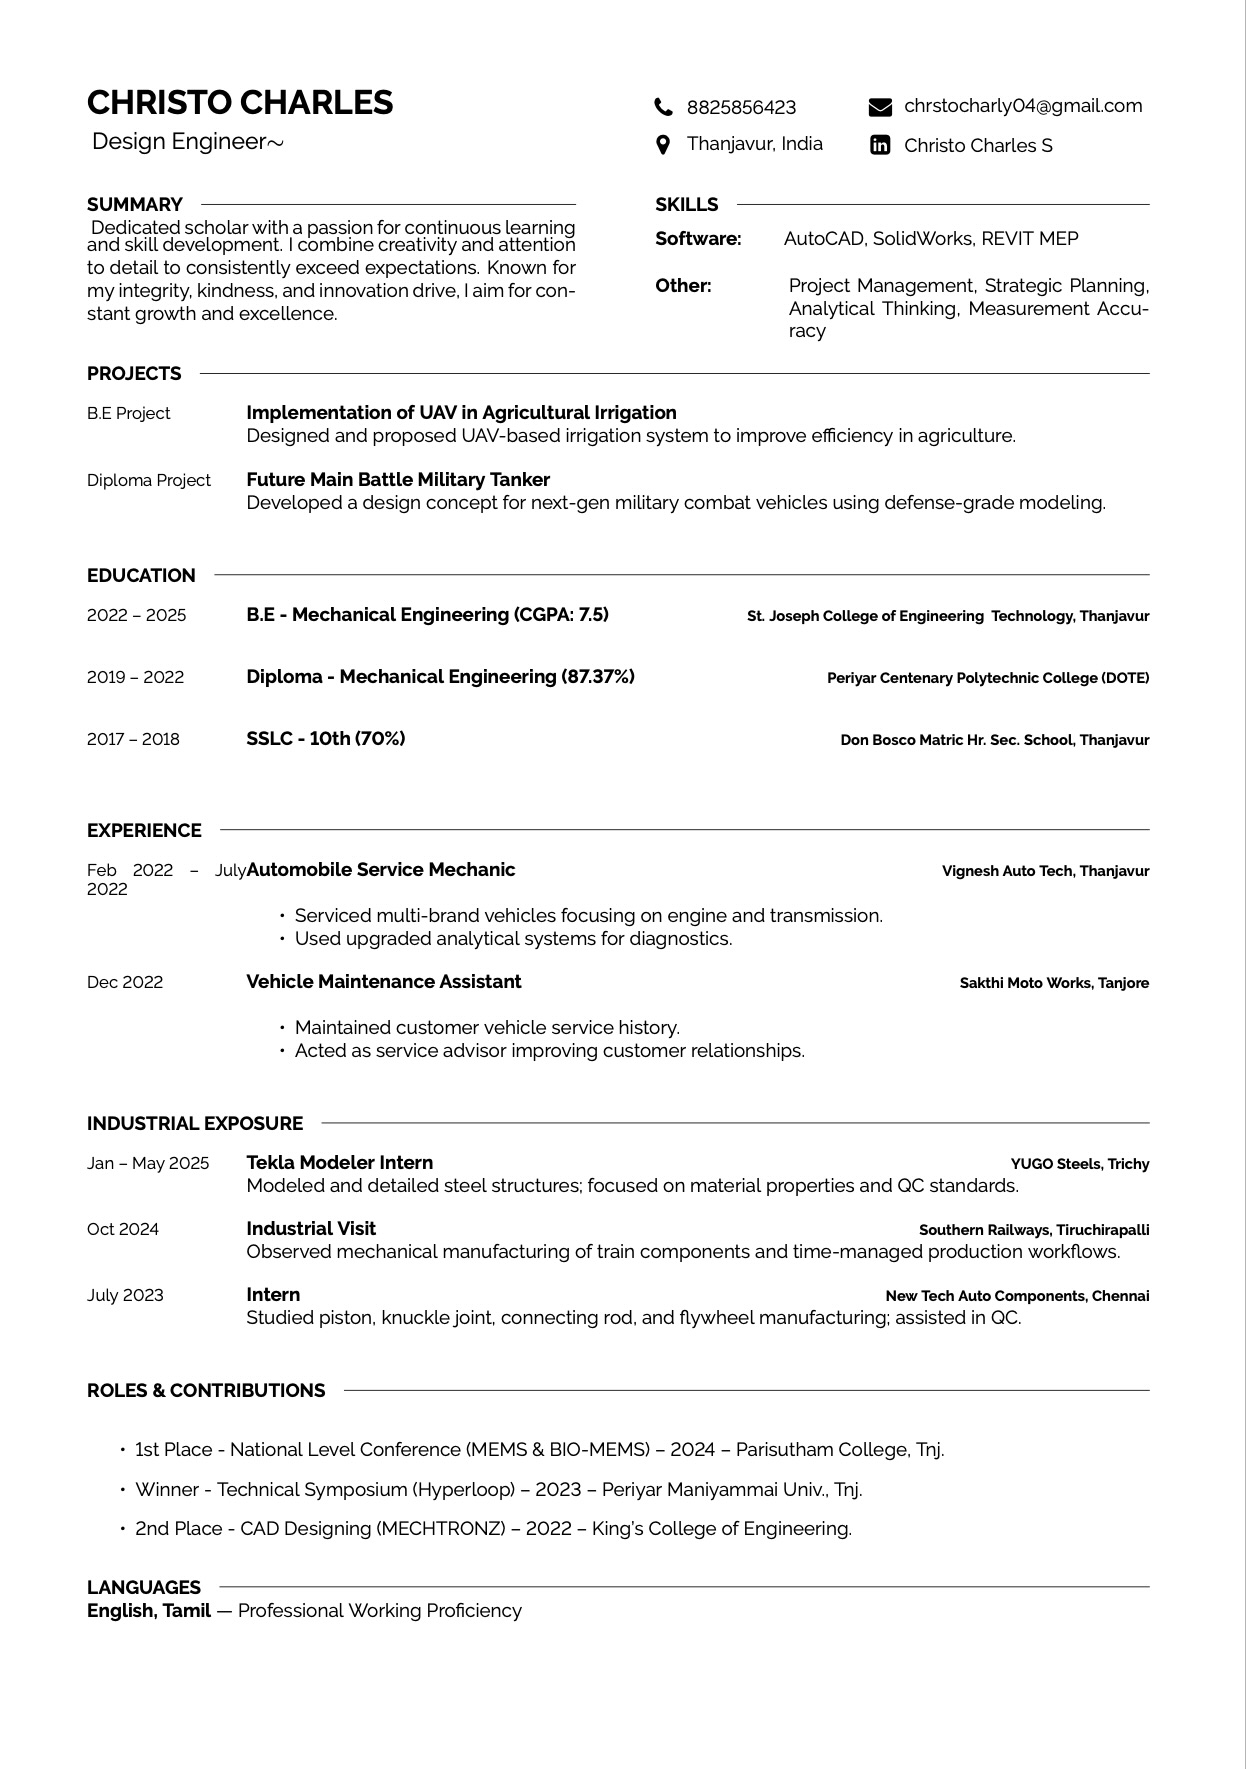 CHRISTO CHARLES
Design Engineer~
8825856423
chrstocharly04@gmail.com
Thanjavur, India
Christo Charles S
SUMMARY
Dedicated scholar with a passion for continuous learning
and skill development. I combine creativity and attention
to detail to consistently exceed expectations. Known for
my integrity, kindness, and innovation drive, I aim for con-
stant growth and excellence.
SKILLS
Software: AutoCAD, SolidWorks, REVIT MEP
Other: Project Management, Strategic Planning,
Analytical Thinking, Measurement Accu-
racy
PROJECTS
B.E Project Implementation of UAV in Agricultural Irrigation
Designed and proposed UAV-based irrigation system to improve efficiency in agriculture.
Diploma Project Future Main Battle Military Tanker
Developed a design concept for next-gen military combat vehicles using defense-grade modeling.
EDUCATION
2022 – 2025 B.E - Mechanical Engineering (CGPA: 7.5) St. Joseph College of Engineering Technology, Thanjavur
2019 – 2022 Diploma - Mechanical Engineering (87.37%) Periyar Centenary Polytechnic College (DOTE)
2017 – 2018 SSLC - 10th (70%) Don Bosco Matric Hr. Sec. School, Thanjavur
EXPERIENCE
Feb 2022 – July Automobile Service Mechanic Vignesh Auto Tech, Thanjavur
2022
• Serviced multi-brand vehicles focusing on engine and transmission.
• Used upgraded analytical systems for diagnostics.
Dec 2022 Vehicle Maintenance Assistant Sakthi Moto Works, Tanjore
• Maintained customer vehicle service history.
• Acted as service advisor improving customer relationships.
INDUSTRIAL EXPOSURE
Jan – May 2025 Tekla Modeler Intern YUGO Steels, Trichy
Modeled and detailed steel structures; focused on material properties and QC standards.
Oct 2024 Industrial Visit Southern Railways, Tiruchirapalli
Observed mechanical manufacturing of train components and time-managed production workflows.
July 2023 Intern New Tech Auto Components, Chennai
Studied piston, knuckle joint, connecting rod, and flywheel manufacturing; assisted in QC.
ROLES & CONTRIBUTIONS
• 1st Place - National Level Conference (MEMS & BIO-MEMS) – 2024 – Parisutham College, Tnj.
• Winner - Technical Symposium (Hyperloop) – 2023 – Periyar Maniyammai Univ., Tnj.
• 2nd Place - CAD Designing (MECHTRONZ) – 2022 – King’s College of Engineering.
LANGUAGES
English, Tamil — Professional Working Proficiency